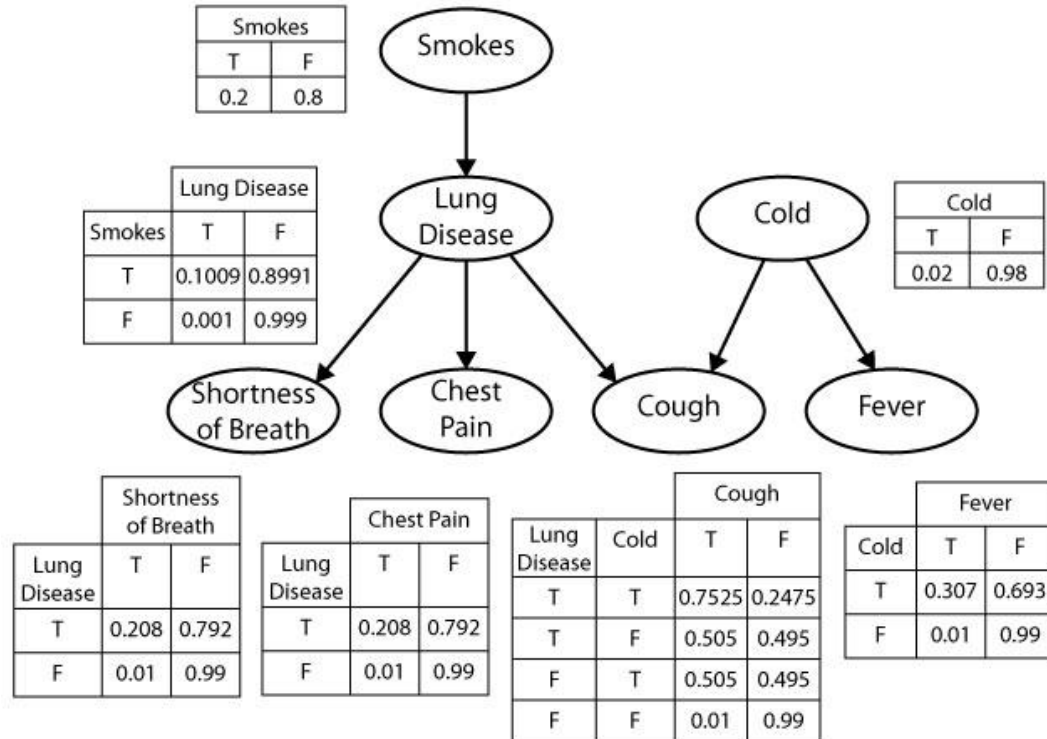 Smokes
T F
0.2 0.8
Smokes
Lung Disease
Smokes T F
T 0.1009 0.8991
F 0.001 0.999
Lung
Disease
Cold
Cold
T F
0.02 0.98
Shortness
of Breath
Chest
Pain
Cough
Fever
Shortness
of Breath
Lung
Disease
T F
T 0.208 0.792
F 0.01 0.99
Chest Pain
Lung
Disease
T F
T 0.208 0.792
F 0.01 0.99
Cough
Lung
Disease
Cold T F
T T 0.7525 0.2475
T F 0.505 0.495
F T 0.505 0.495
F F 0.01 0.99
Fever
Cold T F
T 0.307 0.693
F 0.01 0.99